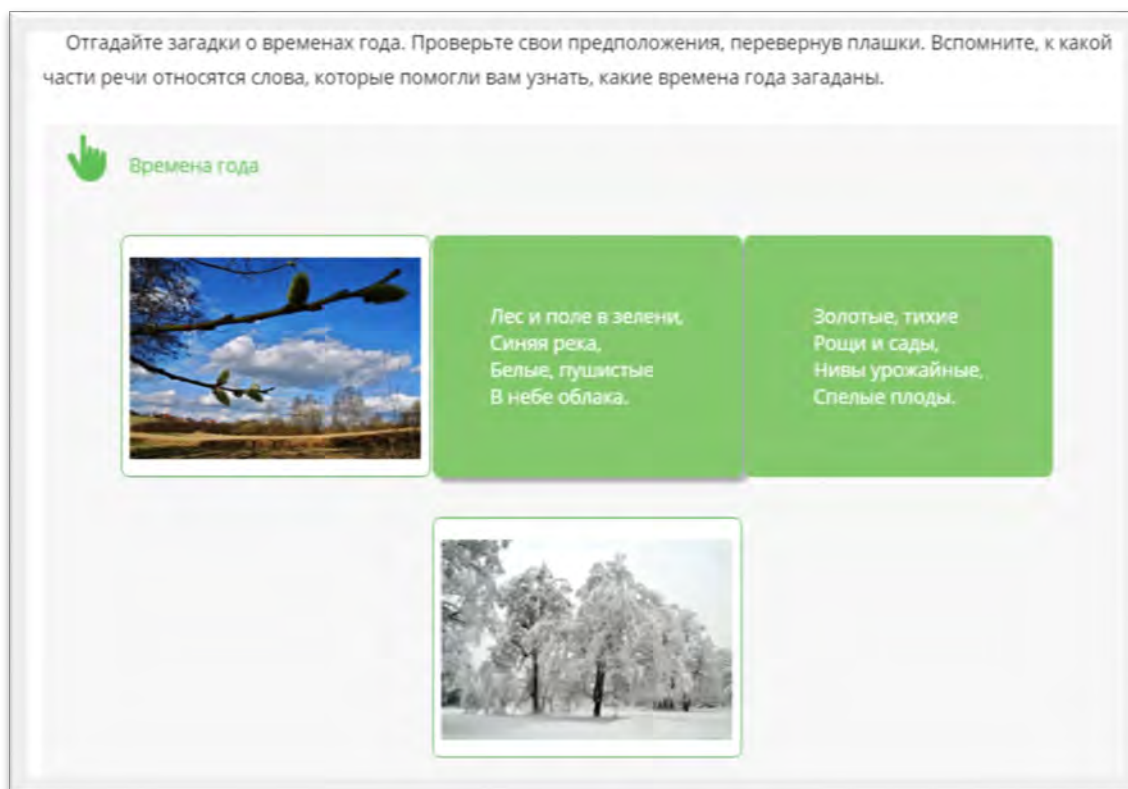 Отгадайте загадки о временах года. Проверьте свои предположения, перевернув плашки. Вспомните, к какой
части речи относятся слова, которые помогли вам узнать, какие времена года загаданы.
Времена года
Лес и поле в зелени,
Синяя река,
Белые, пушистые
В небе облака.
Золотые, тихие
Рощи и сады,
Нивы урожайные,
Спелые плоды.